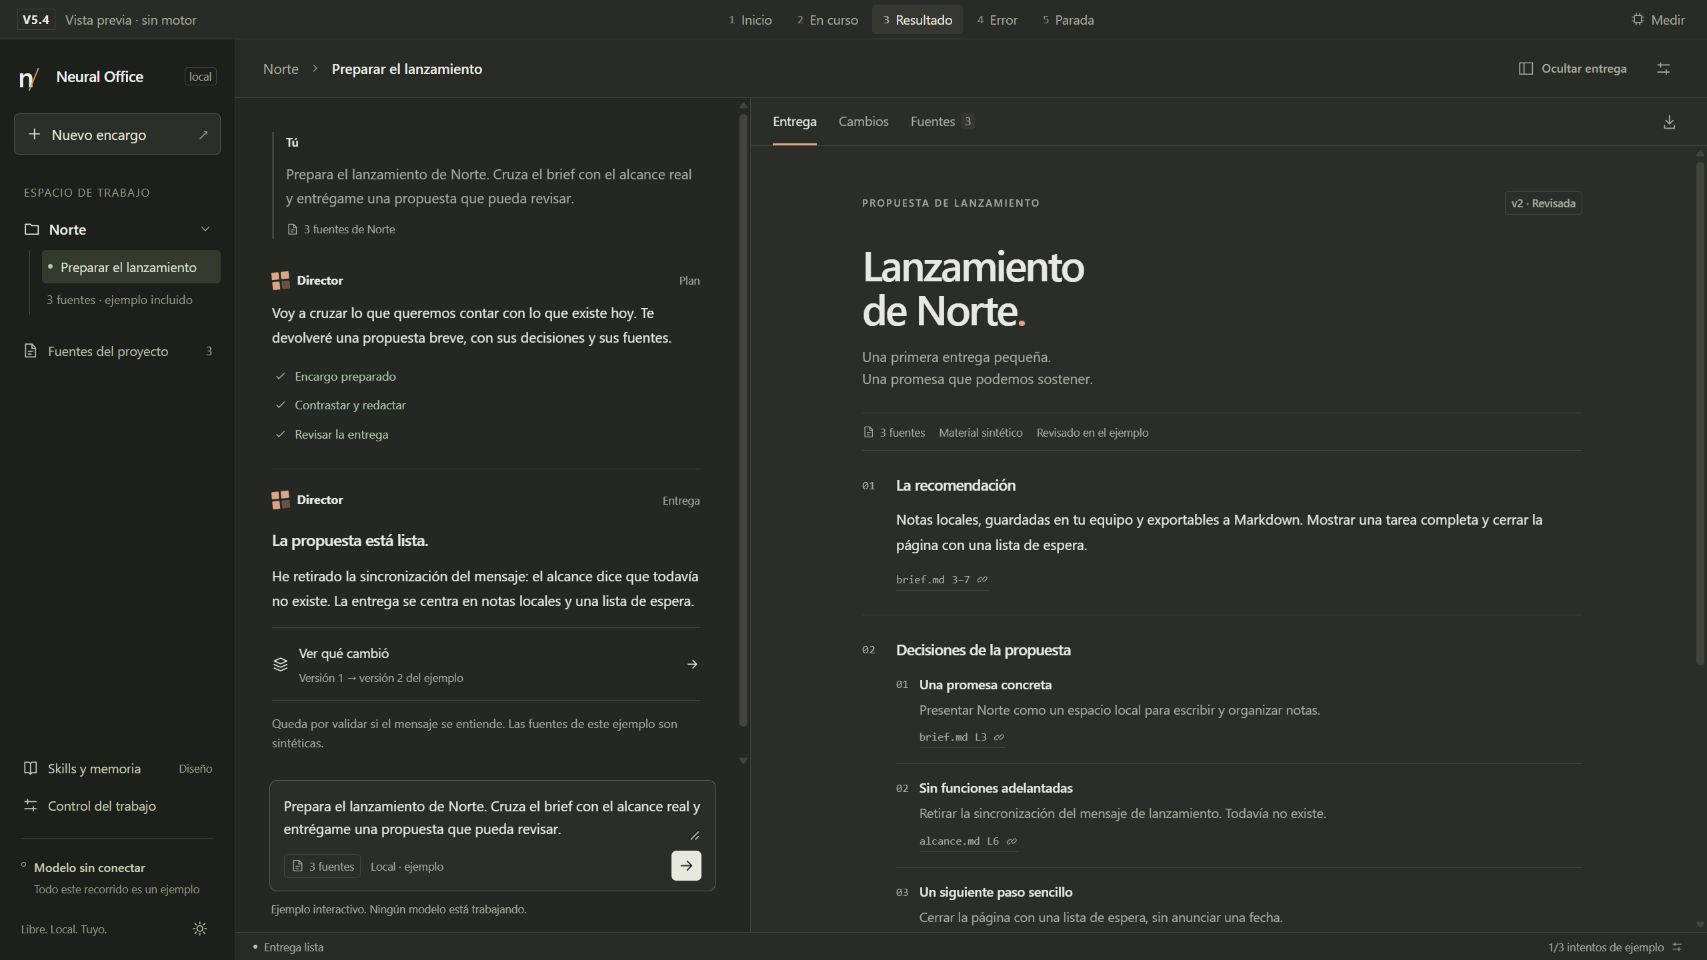 V5.4 Vista previa · sin motor
1 Inicio
2 En curso
3 Resultado
4 Error
5 Parada
Medir
n/ Neural Office local
Nuevo encargo
ESPACIO DE TRABAJO
Norte
Preparar el lanzamiento
3 fuentes · ejemplo incluido
Fuentes del proyecto 3
Skills y memoria Diseño
Control del trabajo
Modelo sin conectar
Todo este recorrido es un ejemplo
Libre. Local. Tuyo.
Norte > Preparar el lanzamiento
Ocultar entrega
Tú
Prepara el lanzamiento de Norte. Cruza el brief con el alcance real
y entrégame una propuesta que pueda revisar.
3 fuentes de Norte
Director Plan
Voy a cruzar lo que queremos contar con lo que existe hoy. Te
devolveré una propuesta breve, con sus decisiones y sus fuentes.
Encargo preparado
Contrastar y redactar
Revisar la entrega
Director Entrega
La propuesta está lista.
He retirado la sincronización del mensaje: el alcance dice que todavía
no existe. La entrega se centra en notas locales y una lista de espera.
Ver qué cambió
Versión 1 → versión 2 del ejemplo
Queda por validar si el mensaje se entiende. Las fuentes de este ejemplo son
sintéticas.
Prepara el lanzamiento de Norte. Cruza el brief con el alcance real y
entrégame una propuesta que pueda revisar.
3 fuentes Local · ejemplo
Ejemplo interactivo. Ningún modelo está trabajando.
Entrega
Cambios
Fuentes 3
PROPUESTA DE LANZAMIENTO
v2 · Revisada
Lanzamiento
de Norte.
Una primera entrega pequeña.
Una promesa que podemos sostener.
3 fuentes Material sintético Revisado en el ejemplo
01 La recomendación
Notas locales, guardadas en tu equipo y exportables a Markdown. Mostrar una tarea completa y cerrar la
página con una lista de espera.
brief.md 3–7
02 Decisiones de la propuesta
01 Una promesa concreta
Presentar Norte como un espacio local para escribir y organizar notas.
brief.md L3
02 Sin funciones adelantadas
Retirar la sincronización del mensaje de lanzamiento. Todavía no existe.
alcance.md L6
03 Un siguiente paso sencillo
Cerrar la página con una lista de espera, sin anunciar una fecha.
Entrega lista
1/3 intentos de ejemplo